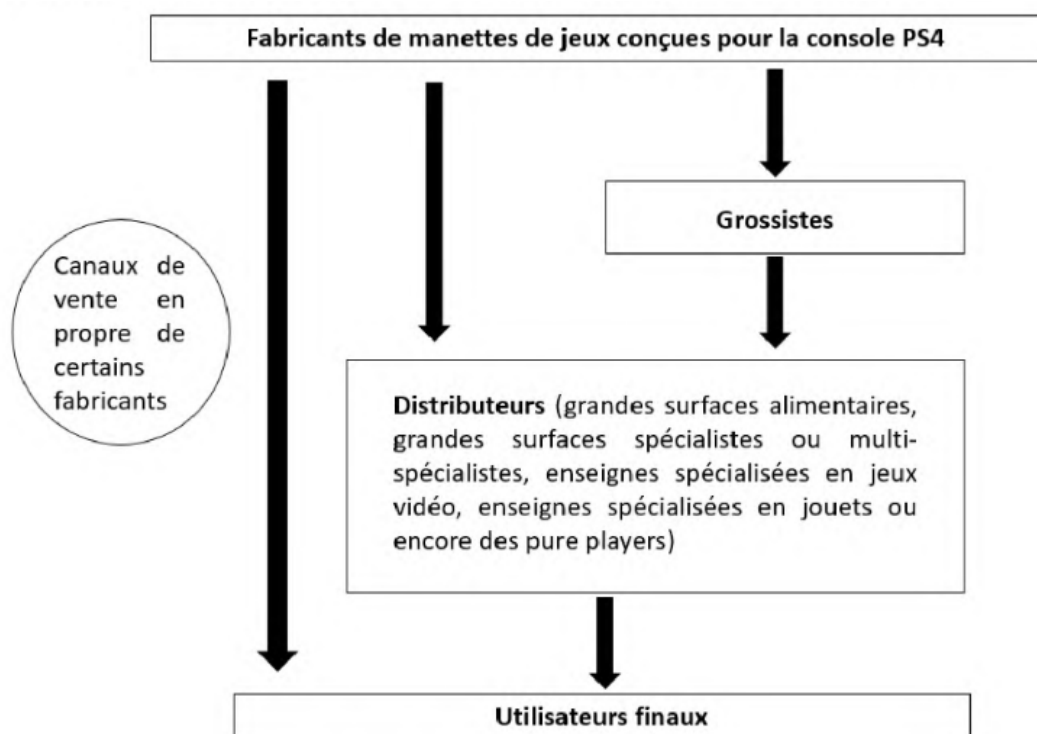 Fabricants de manettes de jeux conçues pour la console PS4
Grossistes
Canaux de
vente en
propre de
certains
fabricants
Distributeurs (grandes surfaces alimentaires,
grandes surfaces spécialistes ou multi-
spécialistes, enseignes spécialisées en jeux
vidéo, enseignes spécialisées en jouets ou
encore des pure players)
Utilisateurs finaux